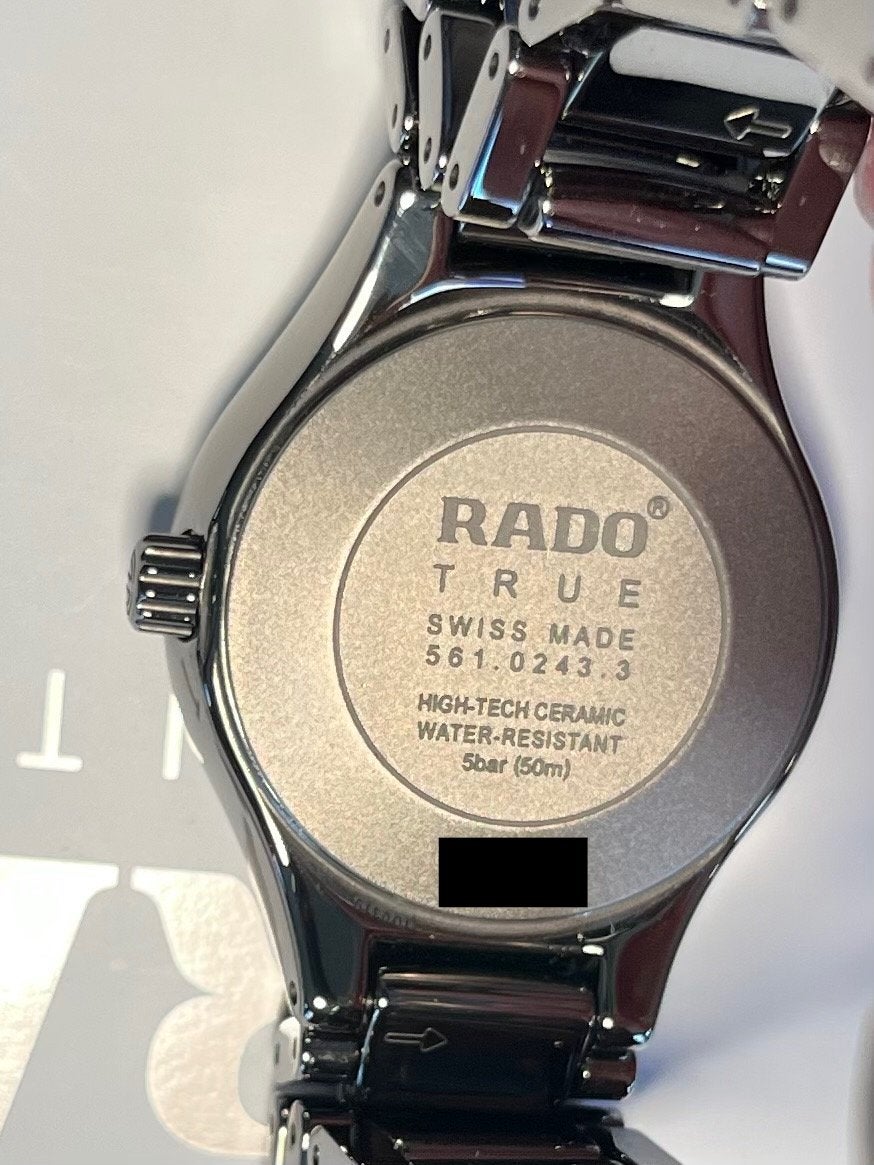 RADO®
TRUE
SWISS MADE
561.0243.3
HIGH-TECH CERAMIC
WATER-RESISTANT
5bar (50m)